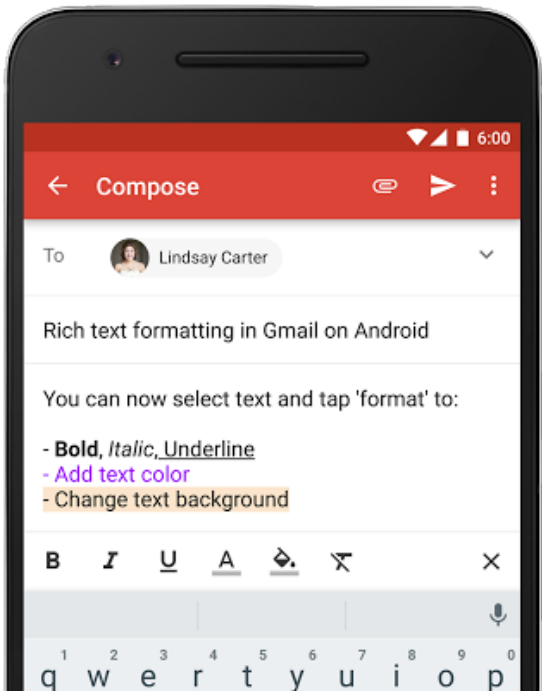 6:00
Compose
To Lindsay Carter
Rich text formatting in Gmail on Android
You can now select text and tap 'format' to:
- Bold, Italic, Underline
- Add text color
- Change text background
B I U A
1 2 3 4 5 6 7 8 9 0
q w e r t y u i o p